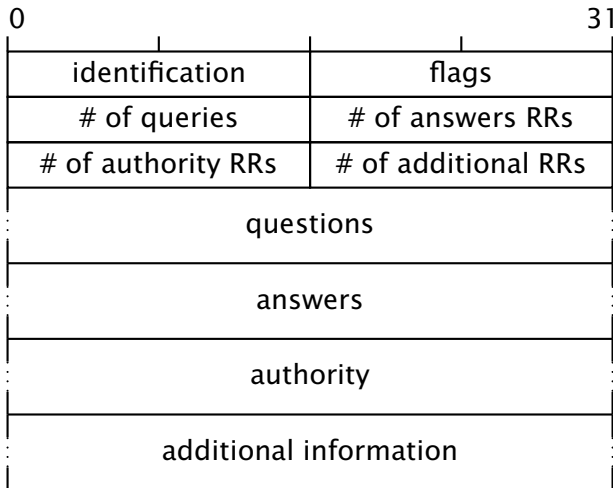 0 31
identification flags
# of queries # of answers RRs
# of authority RRs # of additional RRs
questions
answers
authority
additional information